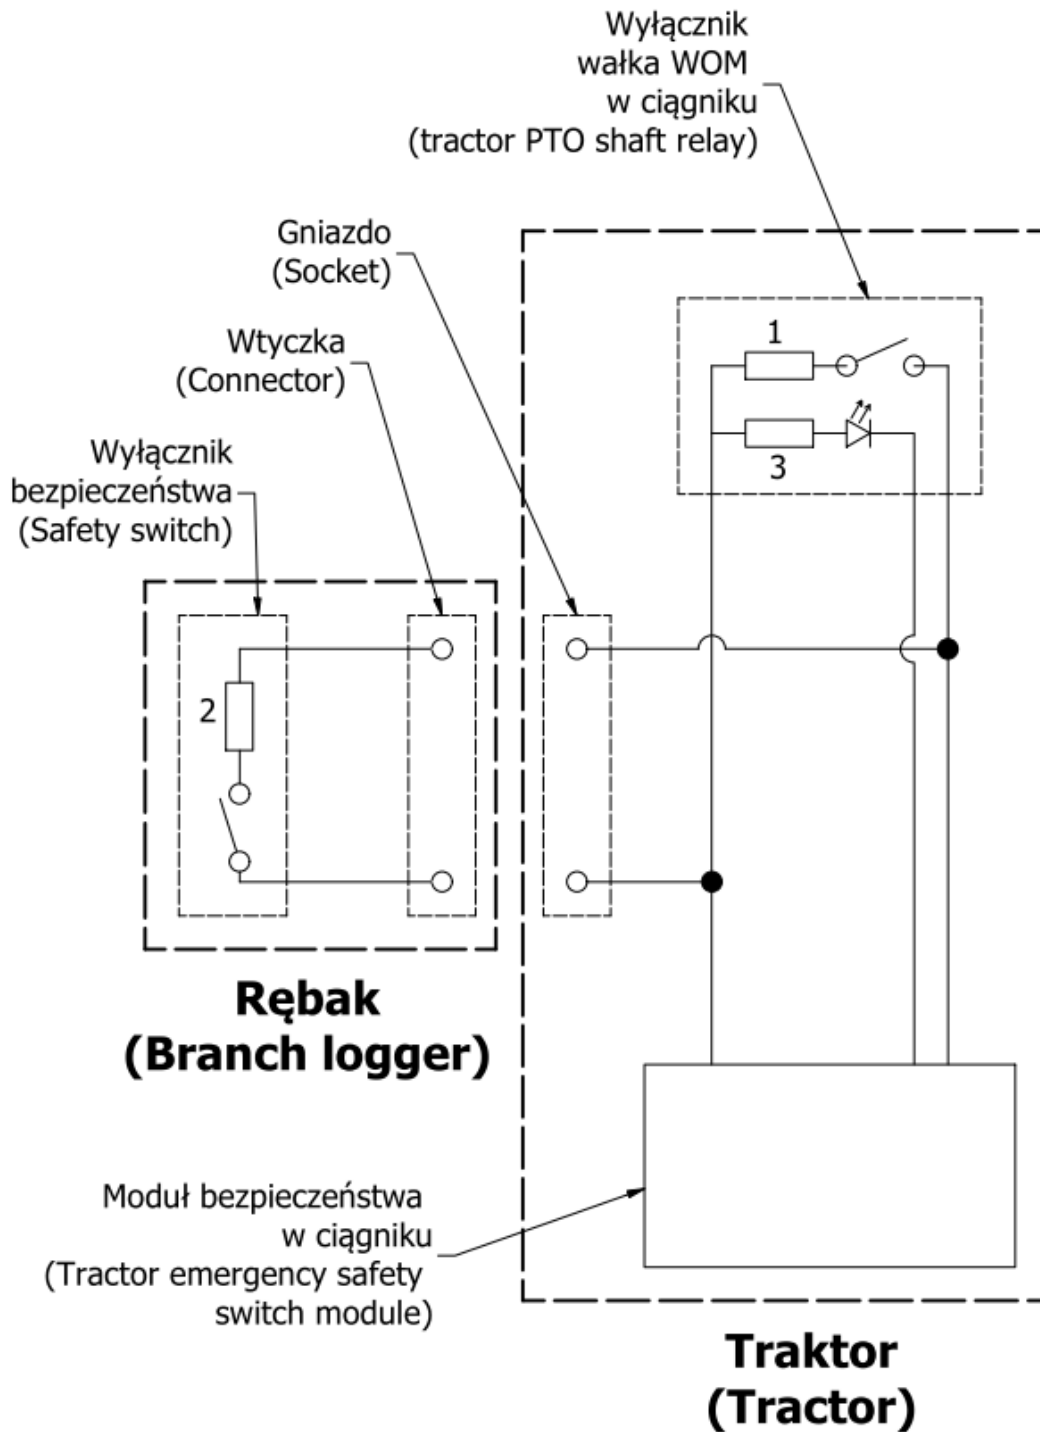 Wyłącznik
wałka WOM
w ciągniku
(tractor PTO shaft relay)
Gniazdo
(Socket)
Wtyczka
(Connector)
Wyłącznik
bezpieczeństwa
(Safety switch)
1
3
2
Rębak
(Branch logger)
Moduł bezpieczeństwa
w ciągniku
(Tractor emergency safety
switch module)
Traktor
(Tractor)